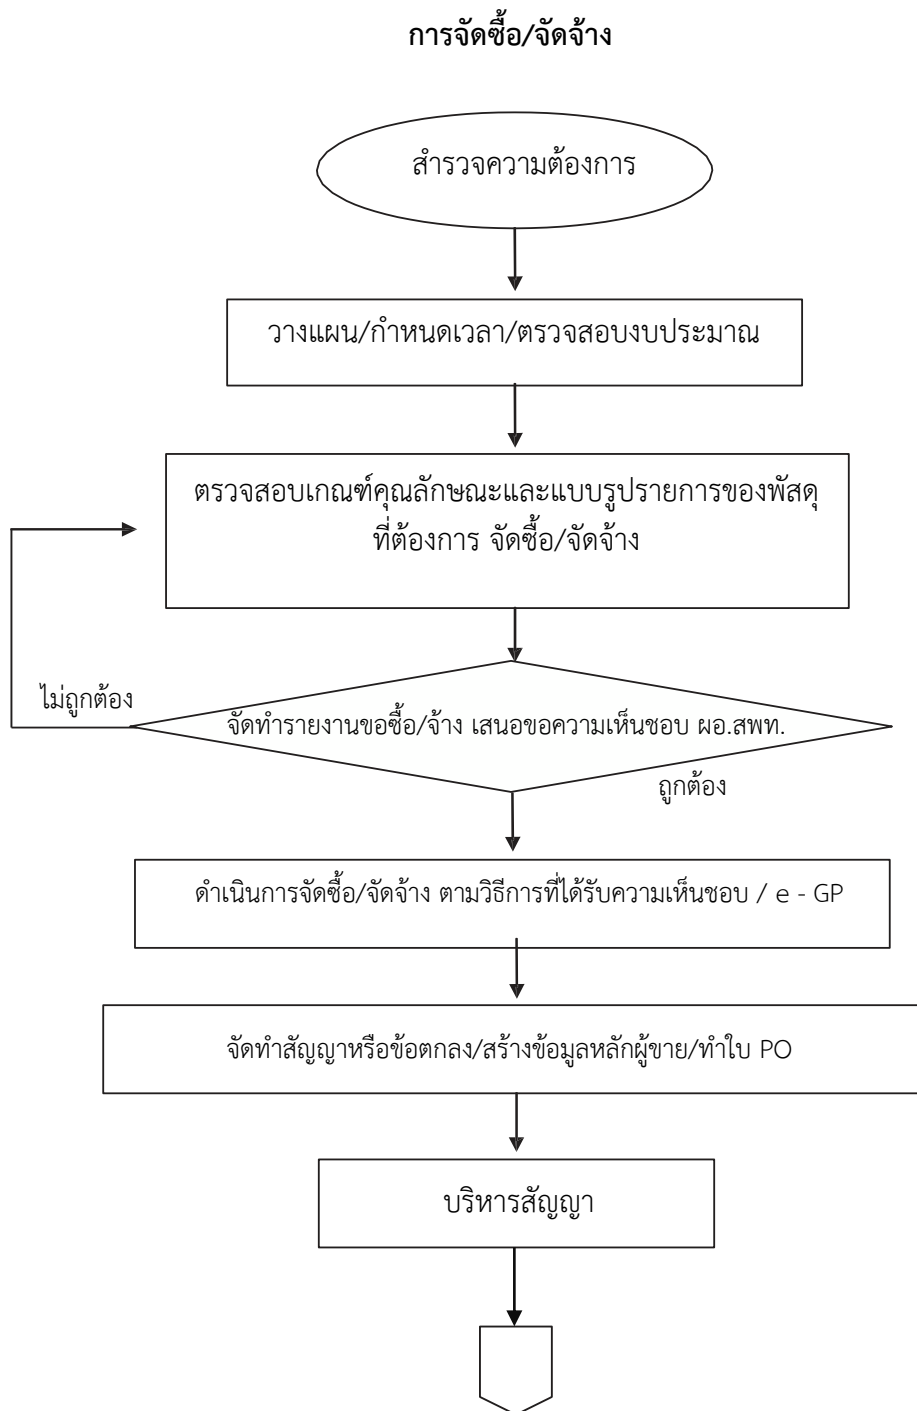 การจัดซื้อ/จัดจ้าง
สำรวจความต้องการ
วางแผน/กำหนดเวลา/ตรวจสอบงบประมาณ
ตรวจสอบเกณฑ์คุณลักษณะและแบบรูปรายการของพัสดุ
ที่ต้องการ จัดซื้อ/จัดจ้าง
ไม่ถูกต้อง
จัดทำรายงานขอซื้อ/จ้าง เสนอขอความเห็นชอบ ผอ.สพท.
ถูกต้อง
ดำเนินการจัดซื้อ/จัดจ้าง ตามวิธีการที่ได้รับความเห็นชอบ / e - GP
จัดทำสัญญาหรือข้อตกลง/สร้างข้อมูลหลักผู้ขาย/ทำใบ PO
บริหารสัญญา